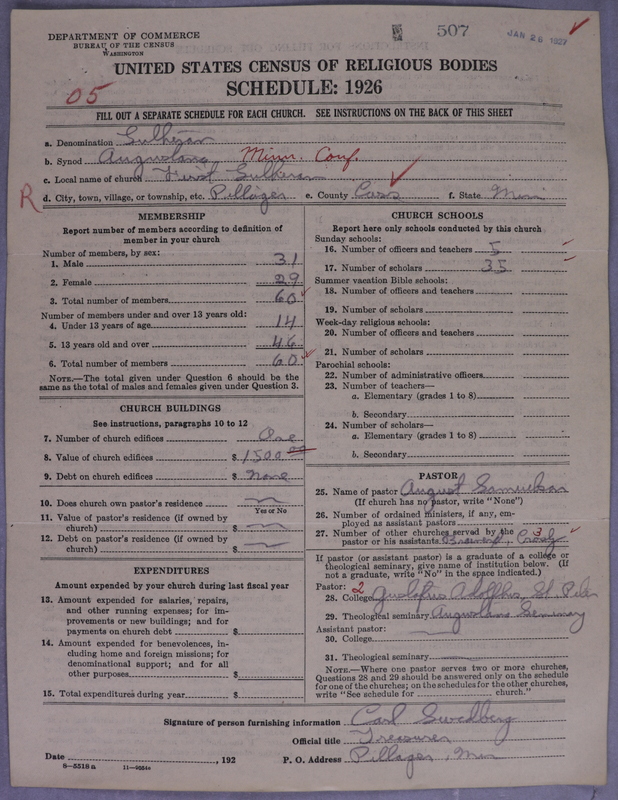 DEPARTMENT OF COMMERCE
BUREAU OF THE CENSUS
WASHINGTON
507
JAN 26 1927
UNITED STATES CENSUS OF RELIGIOUS BODIES
SCHEDULE: 1926
05
FILL OUT A SEPARATE SCHEDULE FOR EACH CHURCH. SEE INSTRUCTIONS ON THE BACK OF THIS SHEET
a. Denomination Lutheran
b. Synod Augustana Minn. Conf.
c. Local name of church First Lutheran
R d. City, town, village, or township, etc. Pillager e. County Cass f. State Minn
MEMBERSHIP
Report number of members according to definition of
member in your church
Number of members, by sex:
1. Male 31
2. Female 29
3. Total number of members 60
Number of members under and over 13 years old:
4. Under 13 years of age 14
5. 13 years old and over 46
6. Total number of members 60
NOTE.—The total given under Question 6 should be the
same as the total of males and females given under Question 3.
CHURCH BUILDINGS
See instructions, paragraphs 10 to 12
7. Number of church edifices One
8. Value of church edifices $ 1500 00
9. Debt on church edifices $ None
10. Does church own pastor's residence
Yes or No
11. Value of pastor's residence (if owned by
church) $
12. Debt on pastor's residence (if owned by
church) $
EXPENDITURES
Amount expended by your church during last fiscal year
13. Amount expended for salaries, repairs,
and other running expenses; for im-
provements or new buildings; and for
payments on church debt $
14. Amount expended for benevolences, in-
cluding home and foreign missions; for
denominational support; and for all
other purposes $
15. Total expenditures during year $
CHURCH SCHOOLS
Report here only schools conducted by this church
Sunday schools:
16. Number of officers and teachers 5
17. Number of scholars 35
Summer vacation Bible schools:
18. Number of officers and teachers
19. Number of scholars
Week-day religious schools:
20. Number of officers and teachers
21. Number of scholars
Parochial schools:
22. Number of administrative officers
23. Number of teachers—
a. Elementary (grades 1 to 8)
b. Secondary
24. Number of scholars—
a. Elementary (grades 1 to 8)
b. Secondary
PASTOR
25. Name of pastor August Samuelson
(If church has no pastor, write "None")
26. Number of ordained ministers, if any, em-
ployed as assistant pastors
27. Number of other churches served by the 3
pastor or his assistants Brainerd, Crosby
If pastor (or assistant pastor) is a graduate of a college or
theological seminary, give name of institution below. (If
not a graduate, write "No" in the space indicated.)
Pastor: 2
28. College Gustafus Adolphus, St. Peter
29. Theological seminary Augustana Seminary
Assistant pastor:
30. College
31. Theological seminary
NOTE.—Where one pastor serves two or more churches,
Questions 28 and 29 should be answered only on the schedule
for one of the churches; on the schedules for the other churches,
write "See schedule for church."
Signature of person furnishing information Carl Swedberg
Official title Treasurer
Date , 192 P. O. Address Pillager, Min
8—5518 a 11—9554